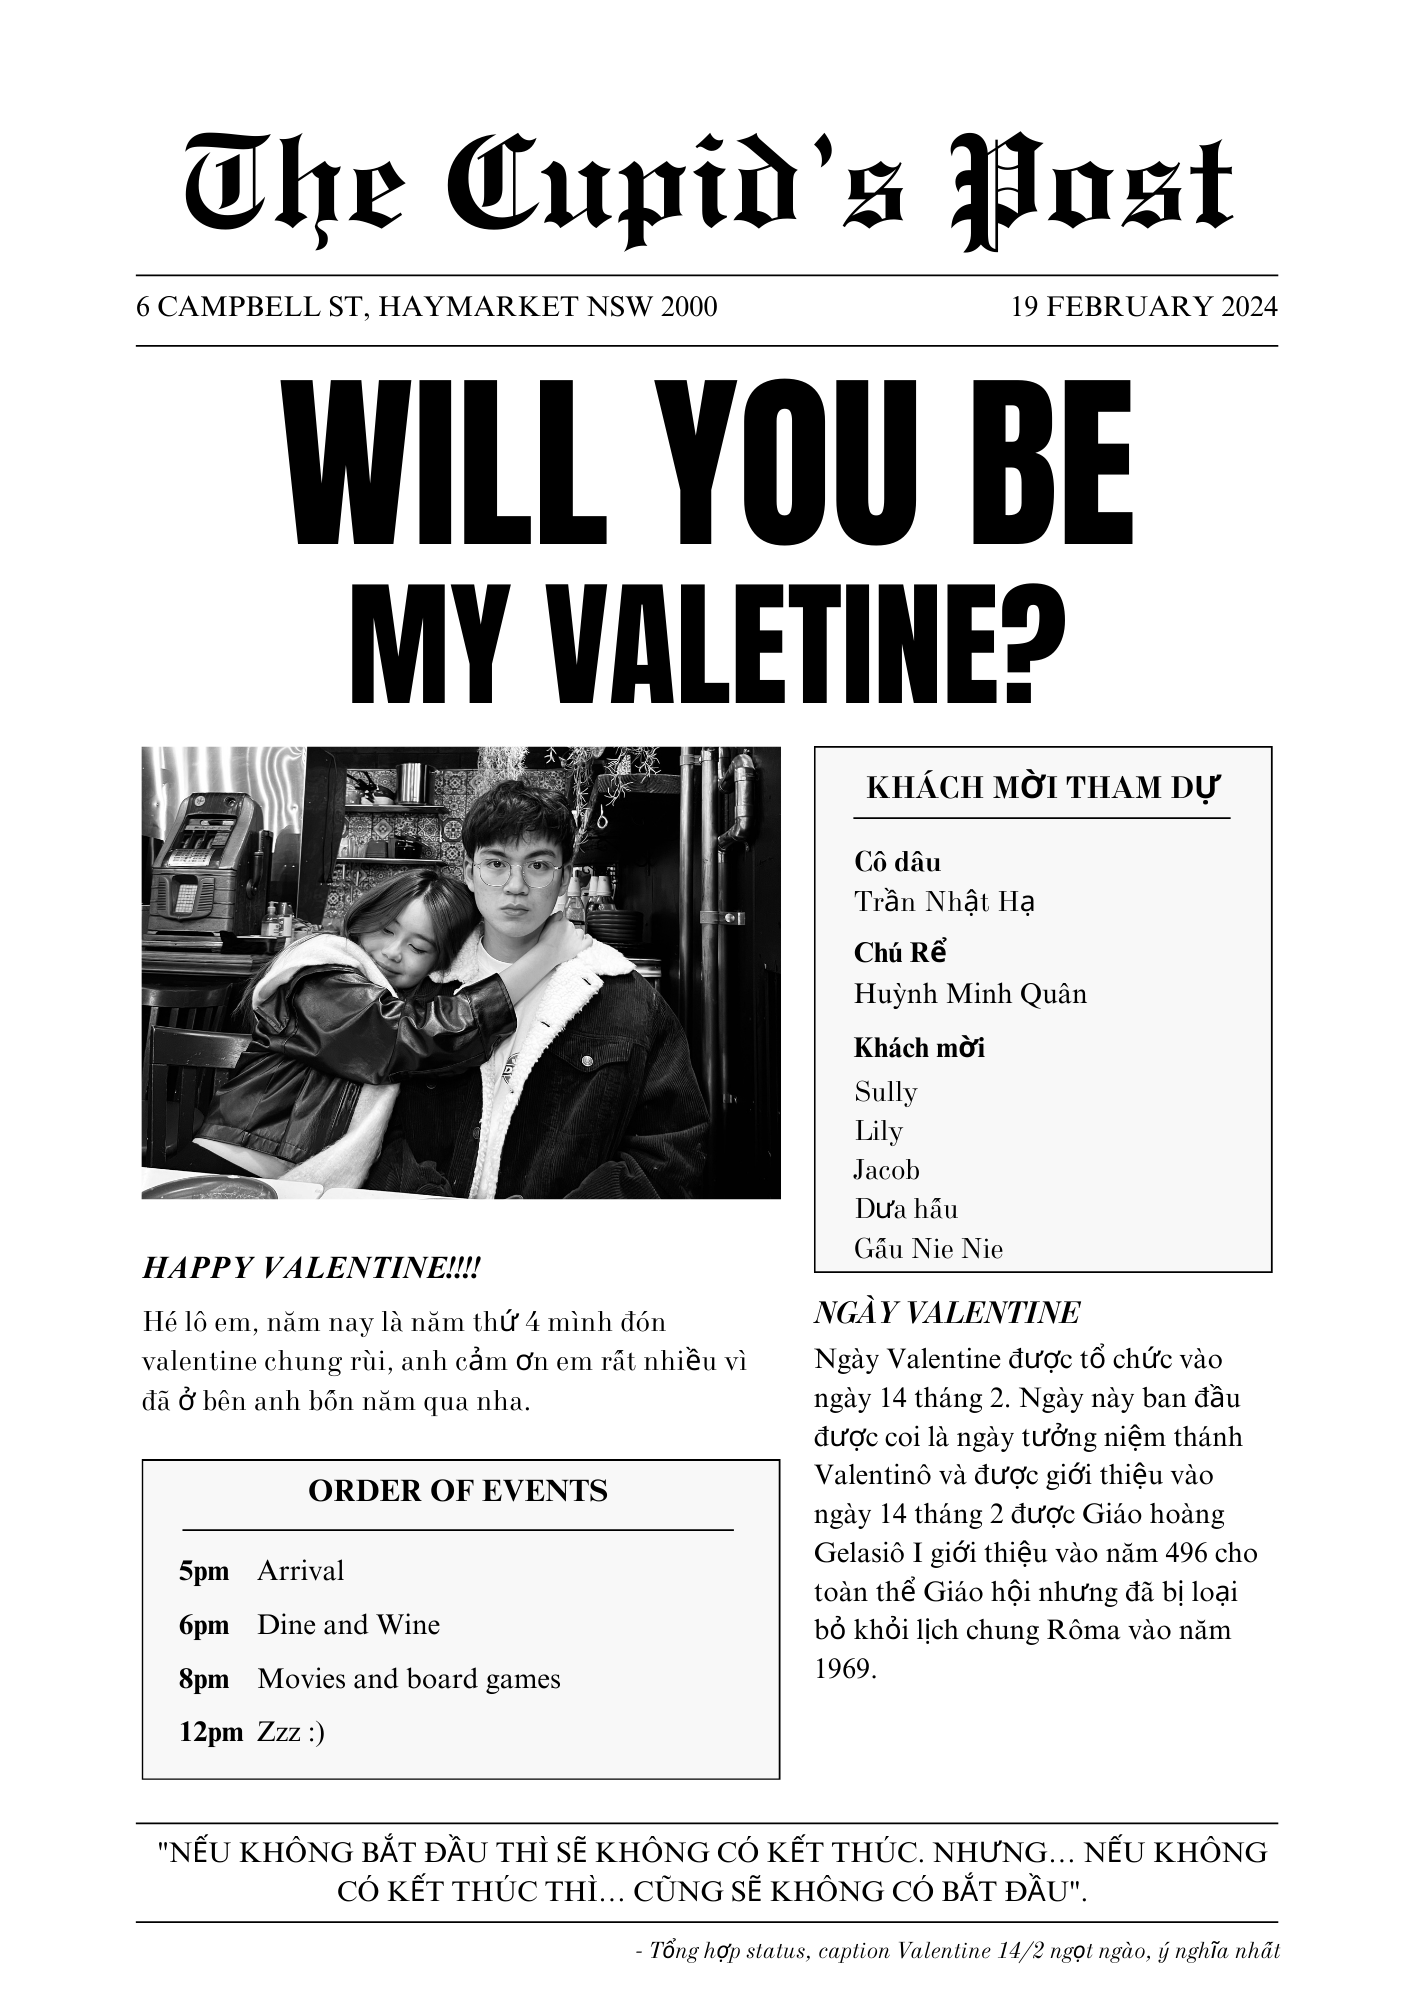 The Cupid's Post
6 CAMPBELL ST, HAYMARKET NSW 2000
19 FEBRUARY 2024
WILL YOU BE
MY VALETINE?
KHÁCH MỜI THAM DỰ
Cô dâu
Trần Nhật Hạ
Chú Rể
Huỳnh Minh Quân
Khách mời
Sully
Lily
Jacob
Dưa hấu
Gấu Nie Nie
HAPPY VALENTINE!!!!
Hé lô em, năm nay là năm thứ 4 mình đón
valentine chung rùi, anh cảm ơn em rất nhiều vì
đã ở bên anh bốn năm qua nha.
ORDER OF EVENTS
5pm Arrival
6pm Dine and Wine
8pm Movies and board games
12pm Zzz :)
NGÀY VALENTINE
Ngày Valentine được tổ chức vào
ngày 14 tháng 2. Ngày này ban đầu
được coi là ngày tưởng niệm thánh
Valentinô và được giới thiệu vào
ngày 14 tháng 2 được Giáo hoàng
Gelasiô I giới thiệu vào năm 496 cho
toàn thể Giáo hội nhưng đã bị loại
bỏ khỏi lịch chung Rôma vào năm
1969.
"NẾU KHÔNG BẮT ĐẦU THÌ SẼ KHÔNG CÓ KẾT THÚC. NHƯNG… NẾU KHÔNG
CÓ KẾT THÚC THÌ… CŨNG SẼ KHÔNG CÓ BẮT ĐẦU".
- Tổng hợp status, caption Valentine 14/2 ngọt ngào, ý nghĩa nhất